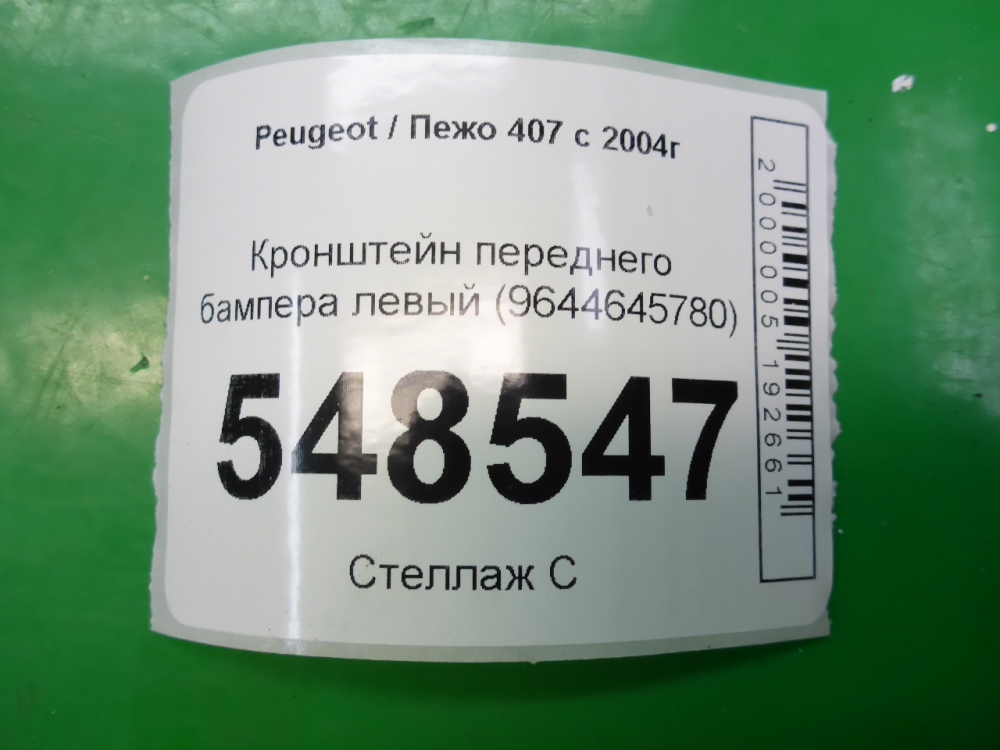 Peugeot / Пежо 407 с 2004г
Кронштейн переднего
бампера левый (9644645780)
548547
Стеллаж С
2000005192661